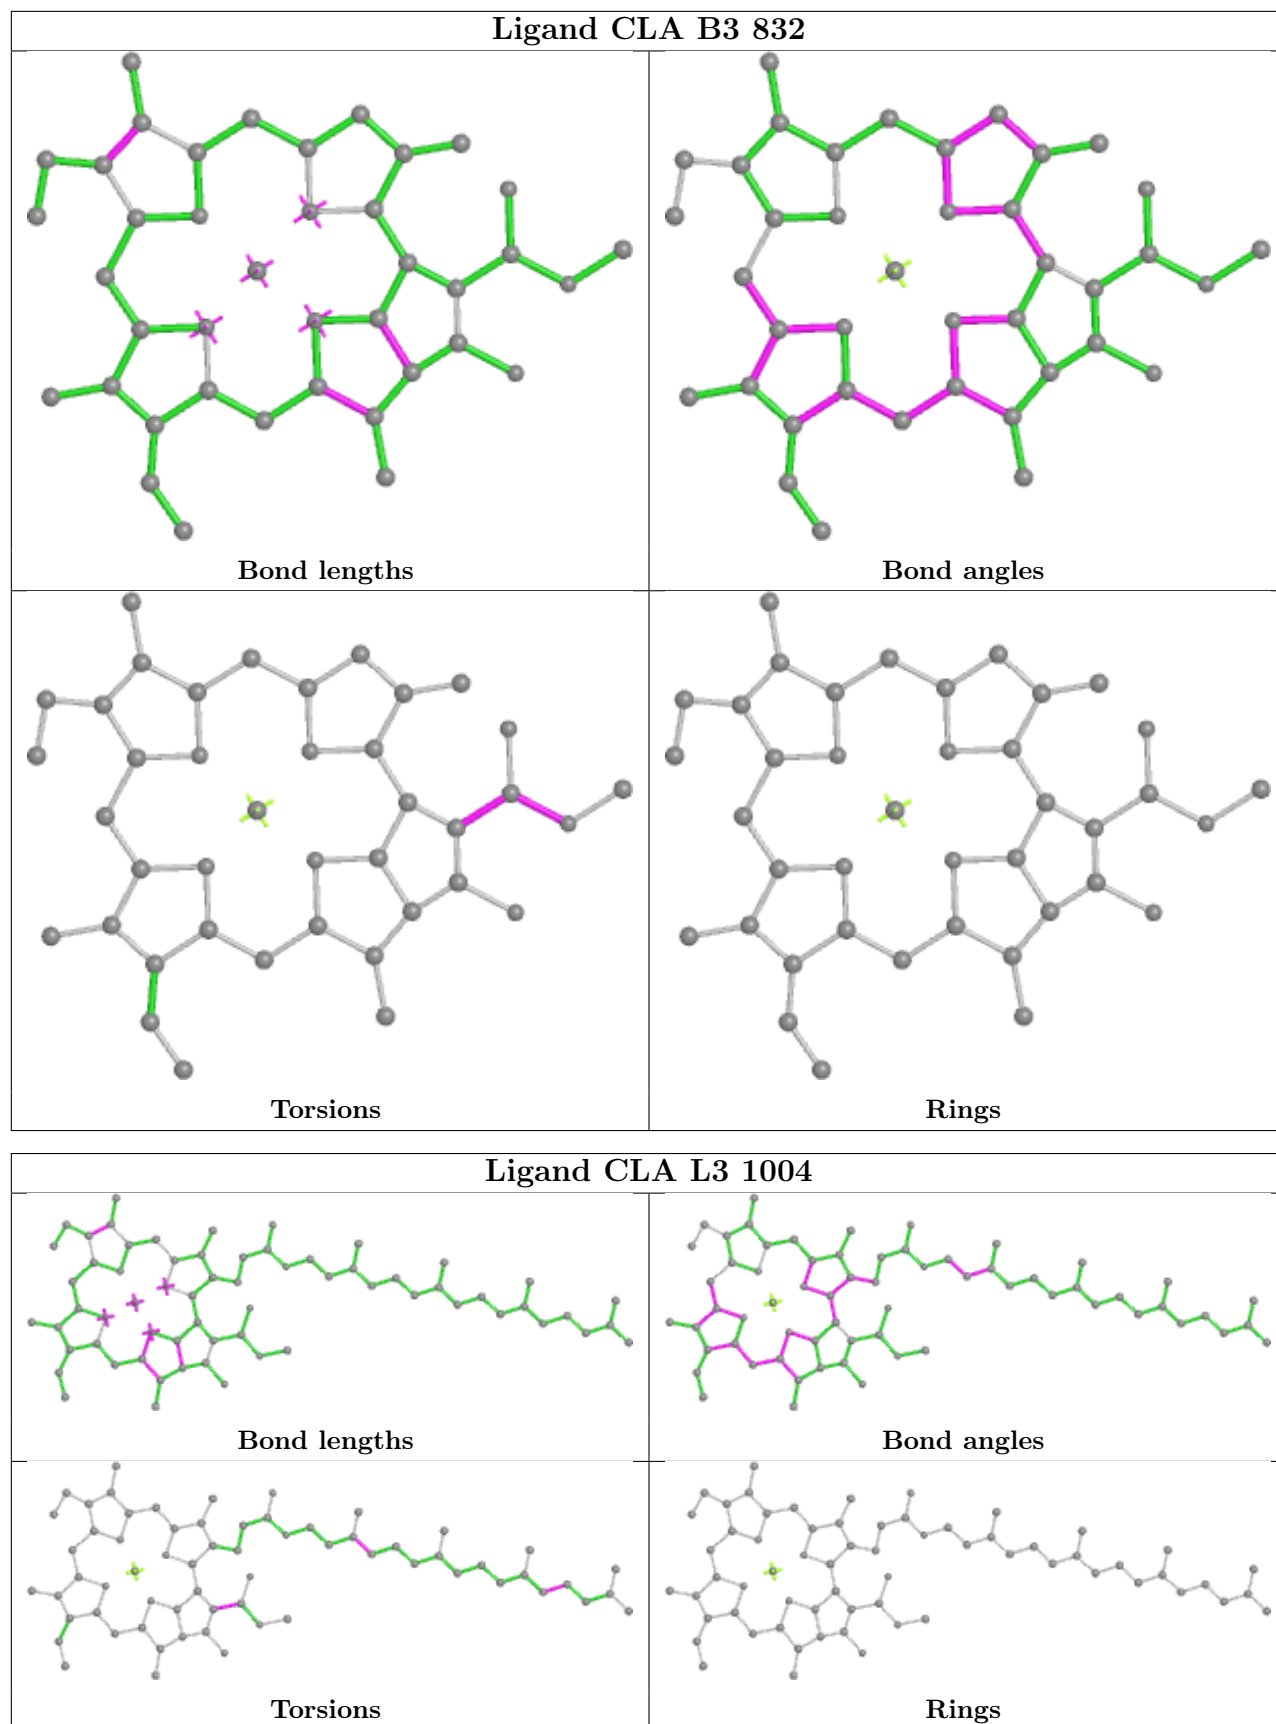 Ligand CLA B3 832
Bond lengths
Bond angles
Torsions
Rings
Ligand CLA L3 1004
Bond lengths
Bond angles
Torsions
Rings